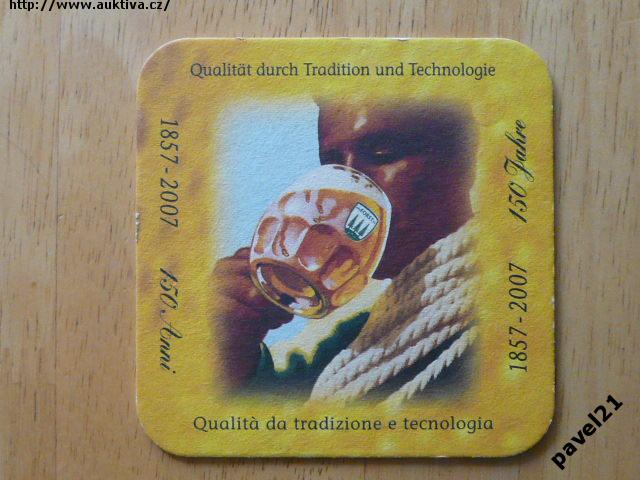 http://www.auktiva.cz/
Qualität durch Tradition und Technologie
1857-2007 150 Anni
150 Jahre 1857-2007
FORST
Qualità da tradizione e tecnologia
pavel21